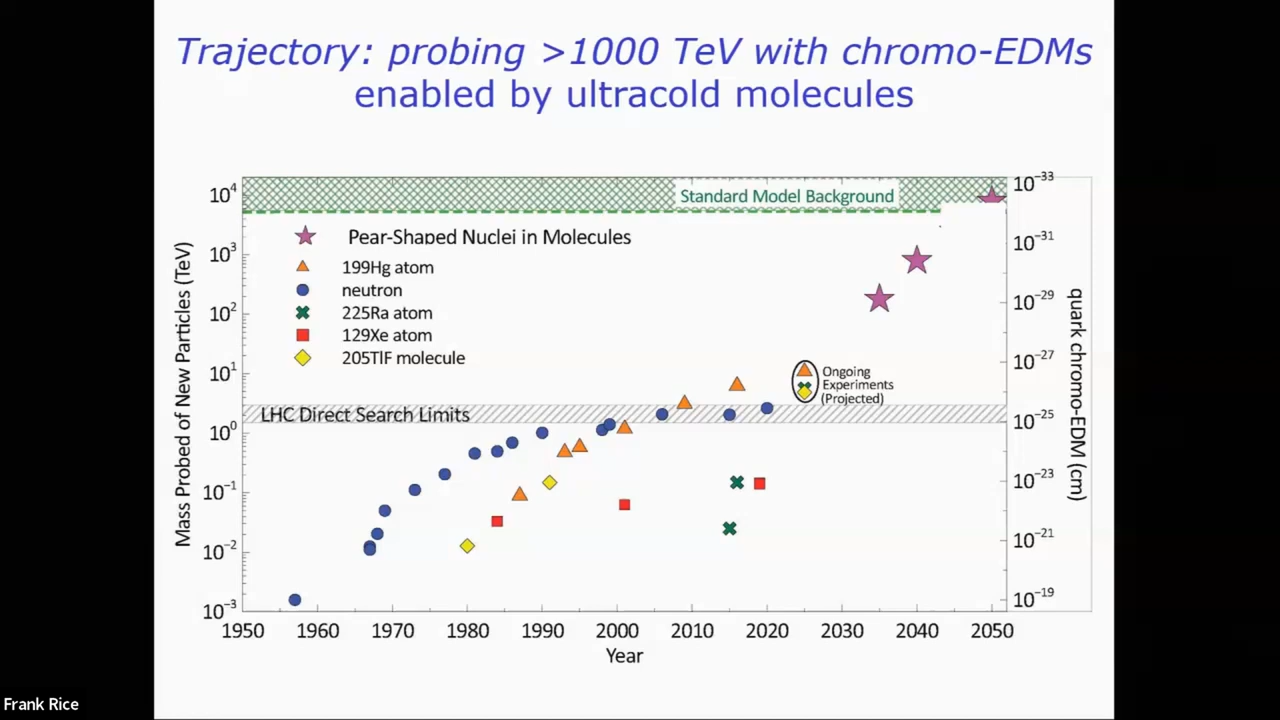 Trajectory: probing >1000 TeV with chromo-EDMs
enabled by ultracold molecules
Standard Model Background
Pear-Shaped Nuclei in Molecules
199Hg atom
neutron
225Ra atom
129Xe atom
205TlF molecule
LHC Direct Search Limits
Ongoing
Experiments
(Projected)
Mass Probed of New Particles (TeV)
10⁴
10³
10²
10¹
10⁰
10⁻¹
10⁻²
10⁻³
10⁻³³
10⁻³¹
10⁻²⁹
10⁻²⁷
10⁻²⁵
10⁻²³
10⁻²¹
10⁻¹⁹
quark chromo-EDM (cm)
1950 1960 1970 1980 1990 2000 2010 2020 2030 2040 2050
Year
Frank Rice